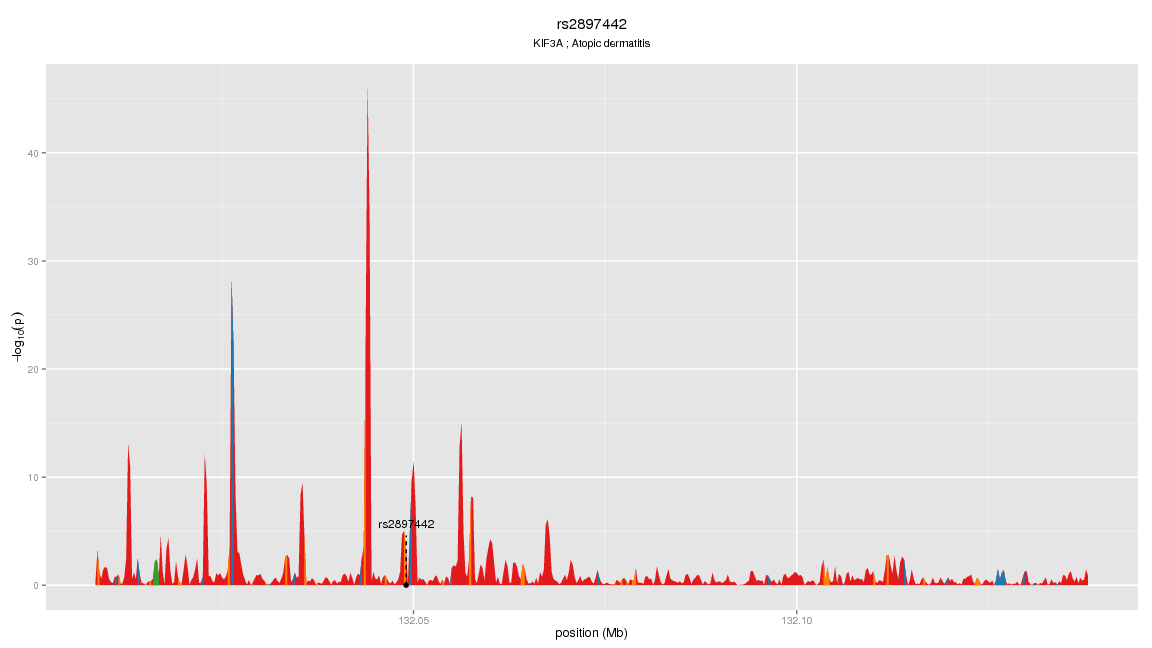 rs2897442
KIF3A ; Atopic dermatitis
40
30
20
10
0
−log10(p)
rs2897442
132.05
132.10
position (Mb)